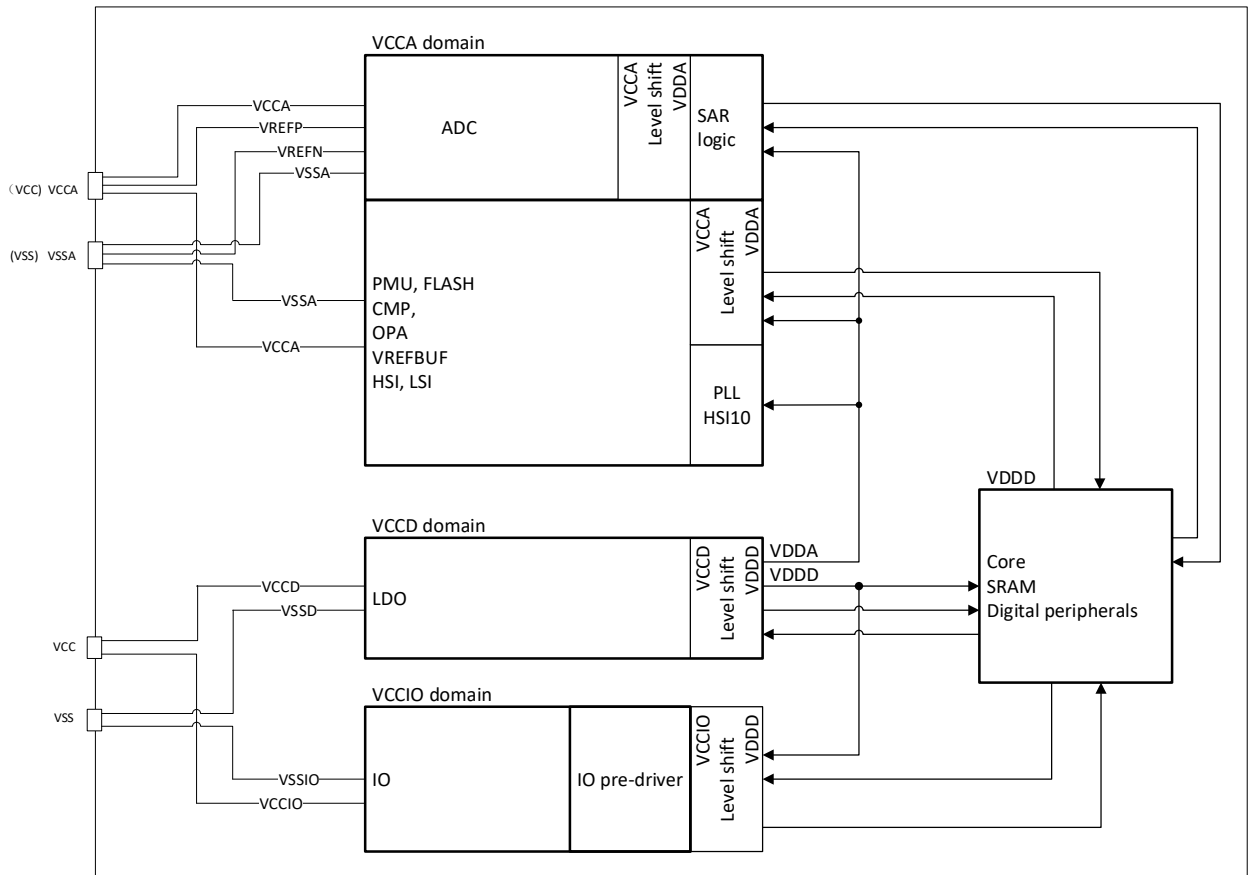 VCCA domain
VCCA
VREFP
VREFN
VSSA
ADC
VCCA
Level shift
VDDA
SAR
logic
（VCC) VCCA
(VSS) VSSA
VSSA
VCCA
PMU, FLASH
CMP,
OPA
VREFBUF
HSI, LSI
VCCA
Level shift
VDDA
PLL
HSI10
VDDD
Core
SRAM
Digital peripherals
VCCD domain
VCCD
VSSD
LDO
VCCD
Level shift
VDDD
VDDA
VDDD
VCC
VSS
VCCIO domain
VSSIO
VCCIO
IO
IO pre-driver
VCCIO
Level shift
VDDD